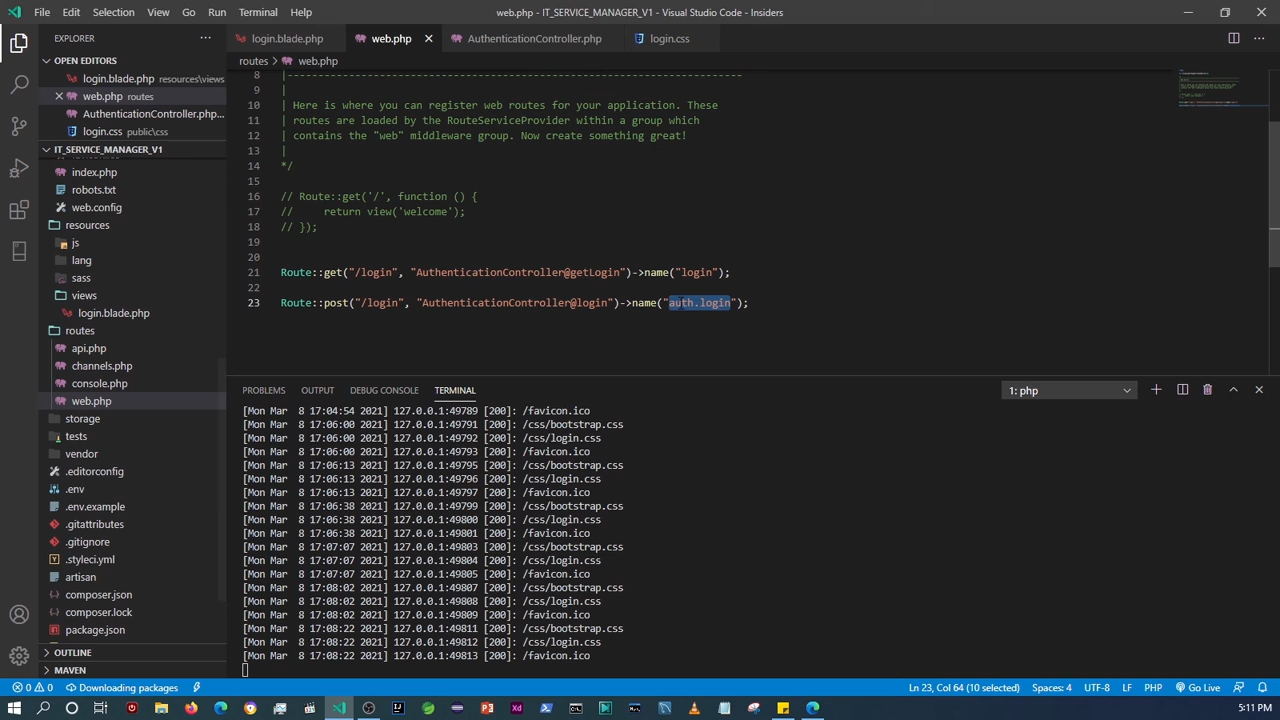 File Edit Selection View Go Run Terminal Help
web.php - IT_SERVICE_MANAGER_V1 - Visual Studio Code - Insiders
EXPLORER
OPEN EDITORS
login.blade.php resources\views
web.php routes
AuthenticationController.php...
login.css public\css
IT_SERVICE_MANAGER_V1
index.php
robots.txt
web.config
resources
js
lang
sass
views
login.blade.php
routes
api.php
channels.php
console.php
web.php
storage
tests
vendor
.editorconfig
.env
.env.example
.gitattributes
.gitignore
.styleci.yml
artisan
composer.json
composer.lock
package.json
OUTLINE
MAVEN
login.blade.php web.php AuthenticationController.php login.css
routes > web.php
8 |--------------------------------------------------------------------------
9 |
10 | Here is where you can register web routes for your application. These
11 | routes are loaded by the RouteServiceProvider within a group which
12 | contains the "web" middleware group. Now create something great!
13 |
14 */
15
16 // Route::get('/', function () {
17 //     return view('welcome');
18 // });
19
20
21 Route::get("/login", "AuthenticationController@getLogin")->name("login");
22
23 Route::post("/login", "AuthenticationController@login")->name("auth.login");
PROBLEMS OUTPUT DEBUG CONSOLE TERMINAL
1: php
[Mon Mar  8 17:04:54 2021] 127.0.0.1:49789 [200]: /favicon.ico
[Mon Mar  8 17:06:00 2021] 127.0.0.1:49791 [200]: /css/bootstrap.css
[Mon Mar  8 17:06:00 2021] 127.0.0.1:49792 [200]: /css/login.css
[Mon Mar  8 17:06:00 2021] 127.0.0.1:49793 [200]: /favicon.ico
[Mon Mar  8 17:06:13 2021] 127.0.0.1:49795 [200]: /css/bootstrap.css
[Mon Mar  8 17:06:13 2021] 127.0.0.1:49796 [200]: /css/login.css
[Mon Mar  8 17:06:13 2021] 127.0.0.1:49797 [200]: /favicon.ico
[Mon Mar  8 17:06:38 2021] 127.0.0.1:49799 [200]: /css/bootstrap.css
[Mon Mar  8 17:06:38 2021] 127.0.0.1:49800 [200]: /css/login.css
[Mon Mar  8 17:06:38 2021] 127.0.0.1:49801 [200]: /favicon.ico
[Mon Mar  8 17:07:07 2021] 127.0.0.1:49803 [200]: /css/bootstrap.css
[Mon Mar  8 17:07:07 2021] 127.0.0.1:49804 [200]: /css/login.css
[Mon Mar  8 17:07:07 2021] 127.0.0.1:49805 [200]: /favicon.ico
[Mon Mar  8 17:08:02 2021] 127.0.0.1:49807 [200]: /css/bootstrap.css
[Mon Mar  8 17:08:02 2021] 127.0.0.1:49808 [200]: /css/login.css
[Mon Mar  8 17:08:02 2021] 127.0.0.1:49809 [200]: /favicon.ico
[Mon Mar  8 17:08:22 2021] 127.0.0.1:49811 [200]: /css/bootstrap.css
[Mon Mar  8 17:08:22 2021] 127.0.0.1:49812 [200]: /css/login.css
[Mon Mar  8 17:08:22 2021] 127.0.0.1:49813 [200]: /favicon.ico
0 0 Downloading packages
Ln 23, Col 64 (10 selected) Spaces: 4 UTF-8 LF PHP Go Live
5:11 PM